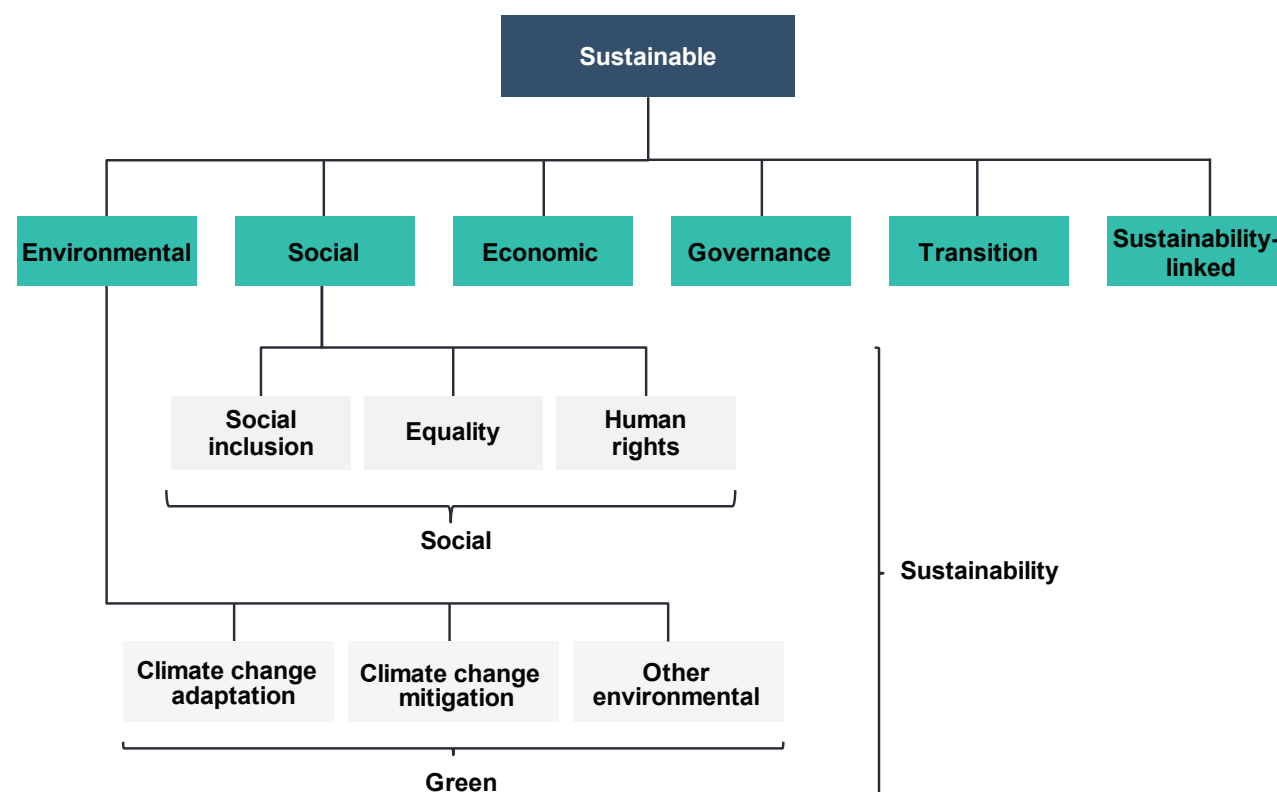 Sustainable
Environmental
Social
Economic
Governance
Transition
Sustainability-
linked
Social
inclusion
Equality
Human
rights
Social
Sustainability
Climate change
adaptation
Climate change
mitigation
Other
environmental
Green